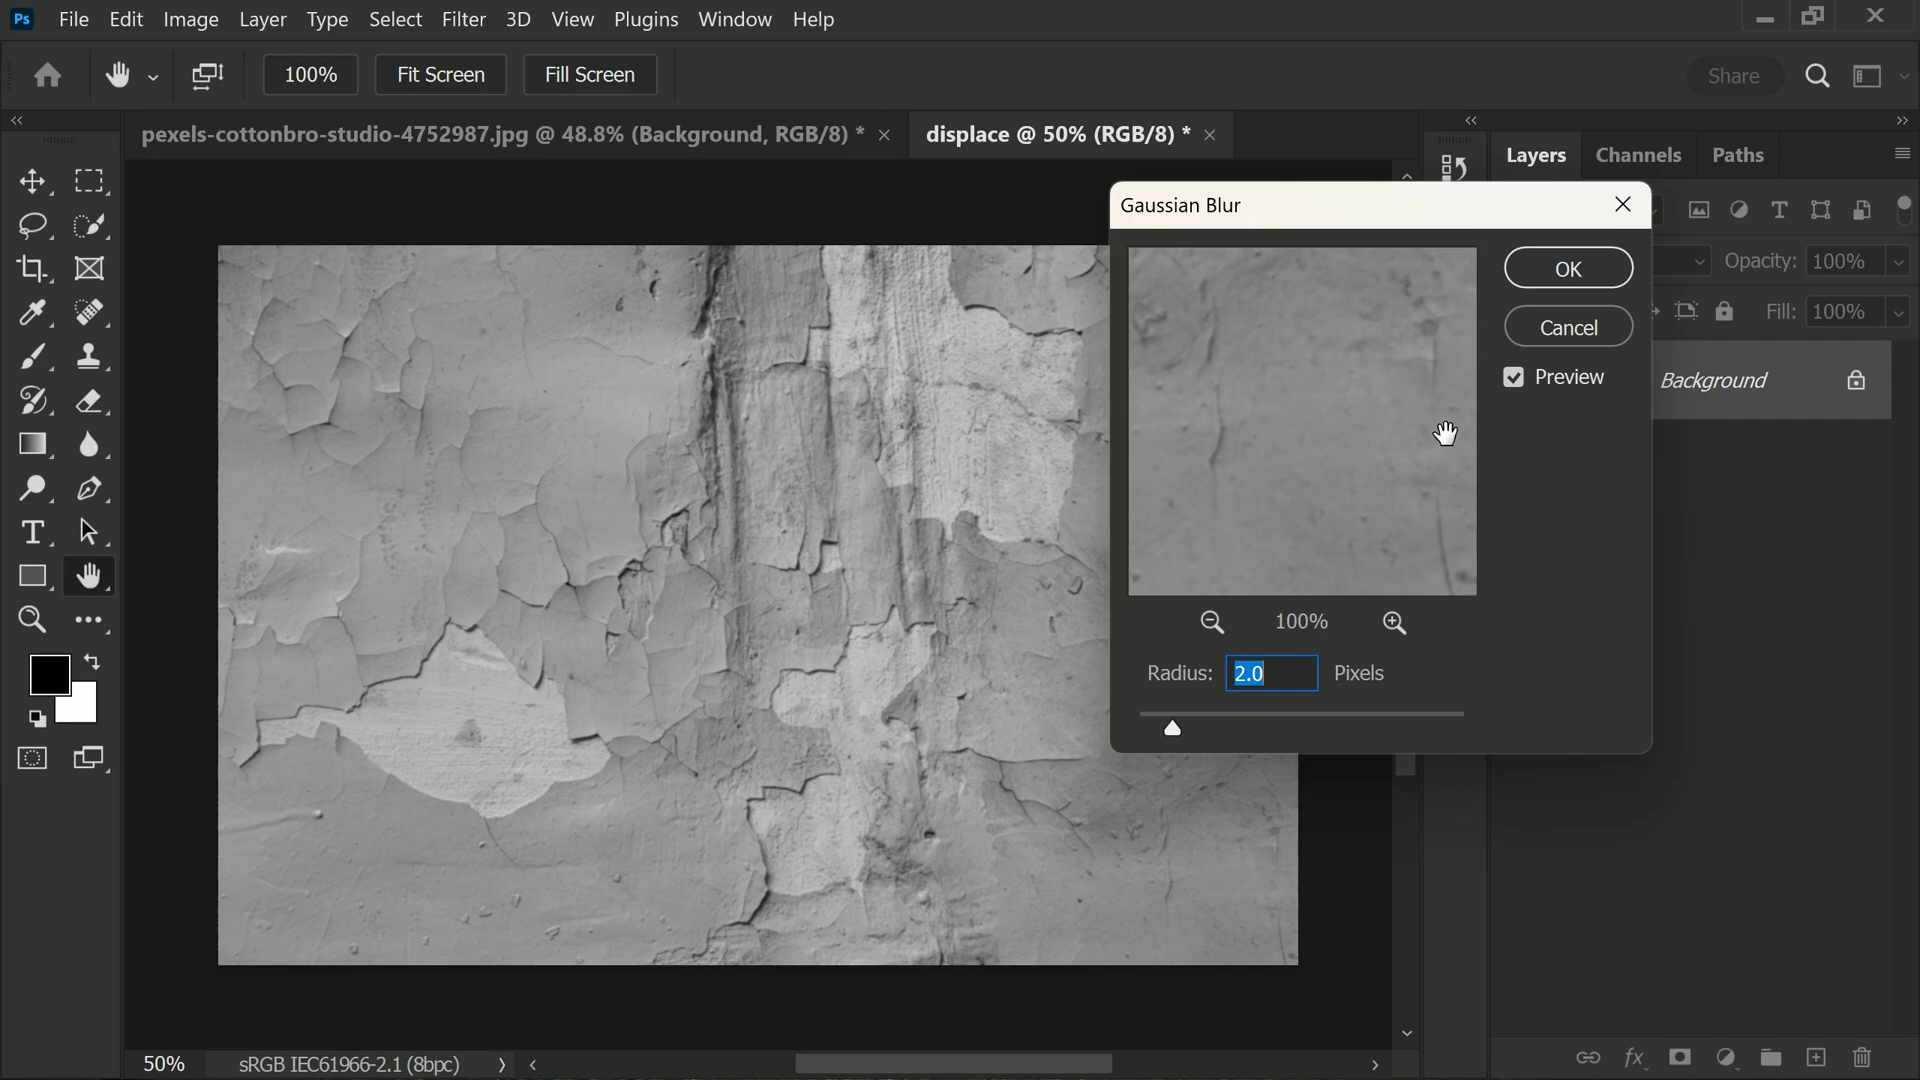 Ps File Edit Image Layer Type Select Filter 3D View Plugins Window Help
100% Fit Screen Fill Screen Share
pexels-cottonbro-studio-4752987.jpg @ 48.8% (Background, RGB/8) * displace @ 50% (RGB/8) *
Layers Channels Paths
Gaussian Blur
OK
Opacity: 100%
Cancel
Fill: 100%
Preview
Background
100%
Radius: 2.0 Pixels
50% sRGB IEC61966-2.1 (8bpc)
fx